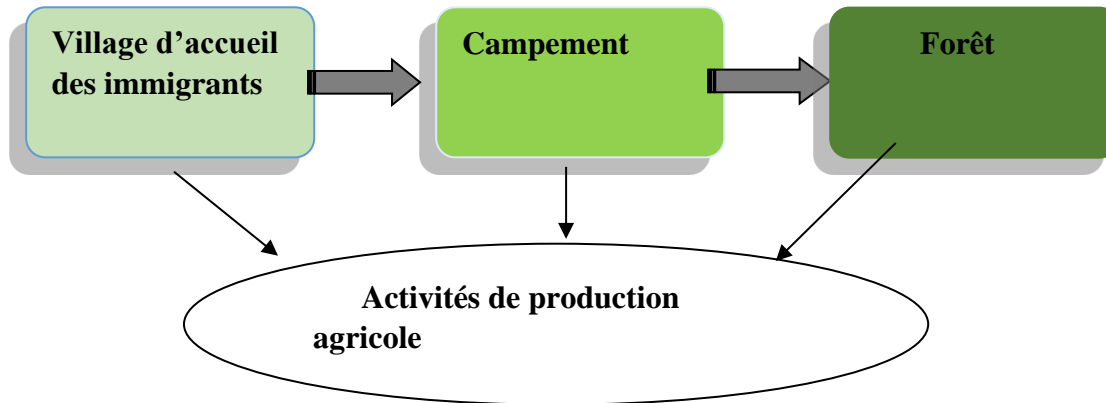 Village d’accueil
des immigrants
Campement
Forêt
Activités de production
agricole